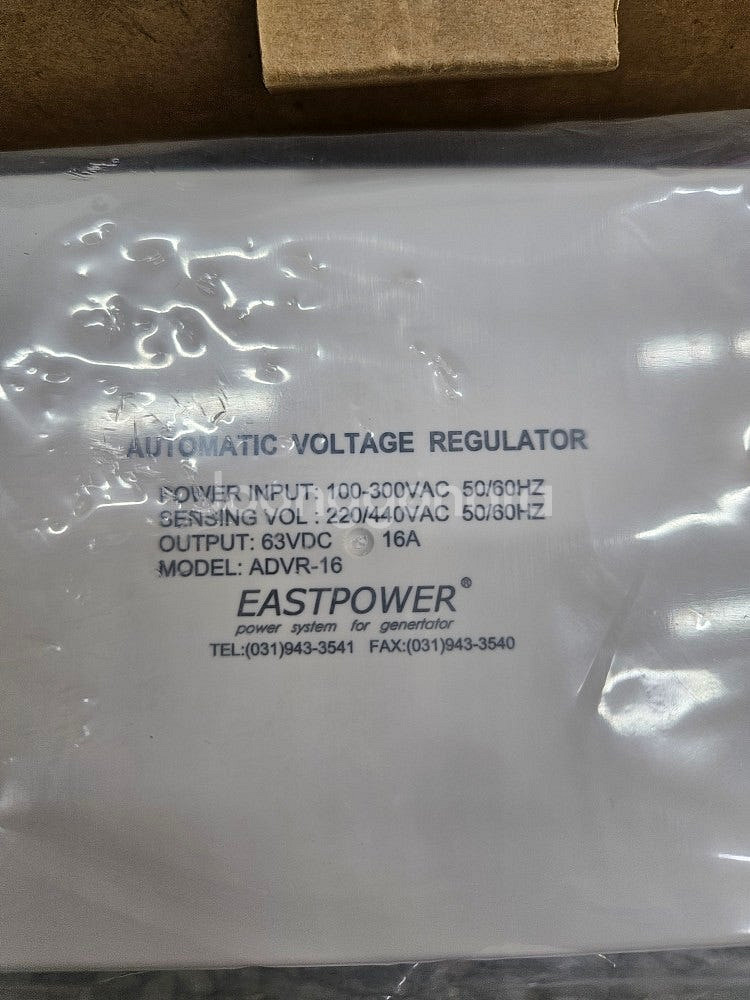 AUTOMATIC VOLTAGE REGULATOR
POWER INPUT: 100-300VAC 50/60HZ
SENSING VOL : 220/440VAC 50/60HZ
OUTPUT: 63VDC 16A
MODEL: ADVR-16
EASTPOWER®
power system for genertator
TEL:(031)943-3541 FAX:(031)943-3540